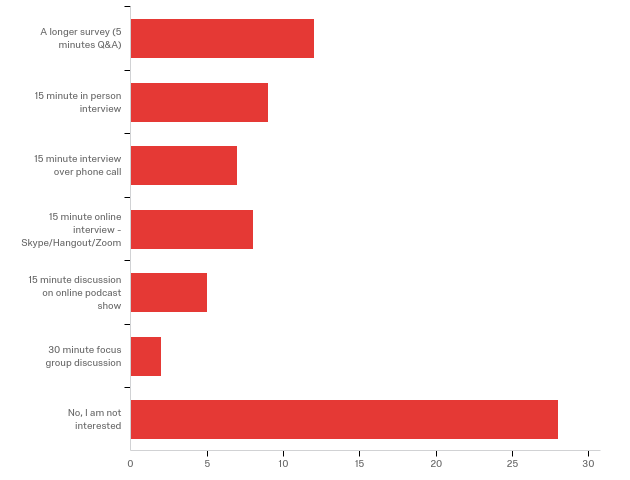 A longer survey (5
minutes Q&A)
15 minute in person
interview
15 minute interview
over phone call
15 minute online
interview -
Skype/Hangout/Zoom
15 minute discussion
on online podcast
show
30 minute focus
group discussion
No, I am not
interested
0 5 10 15 20 25 30